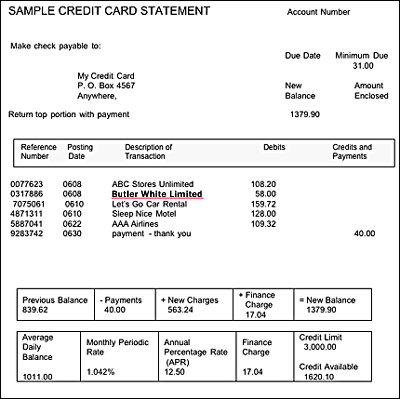 SAMPLE CREDIT CARD STATEMENT Account Number
Make check payable to:
Due Date Minimum Due
31.00
My Credit Card
P. O. Box 4567 New Amount
Anywhere, Balance Enclosed
Return top portion with payment 1379.90
Reference Posting Description of Debits Credits and
Number Date Transaction Payments
0077623 0608 ABC Stores Unlimited 108.20
0317886 0608 Butler White Limited 58.00
7075061 0610 Let's Go Car Rental 159.72
4871311 0610 Sleep Nice Motel 128.00
5887041 0622 AAA Airlines 109.32
9283742 0630 payment - thank you 40.00
Previous Balance - Payments + New Charges + Finance Charge = New Balance
839.62 40.00 563.24 17.04 1379.90
Average Daily Balance Monthly Periodic Rate Annual Percentage Rate (APR) Finance Charge Credit Limit
3,000.00
Credit Available
1011.00 1.042% 12.50 17.04 1620.10